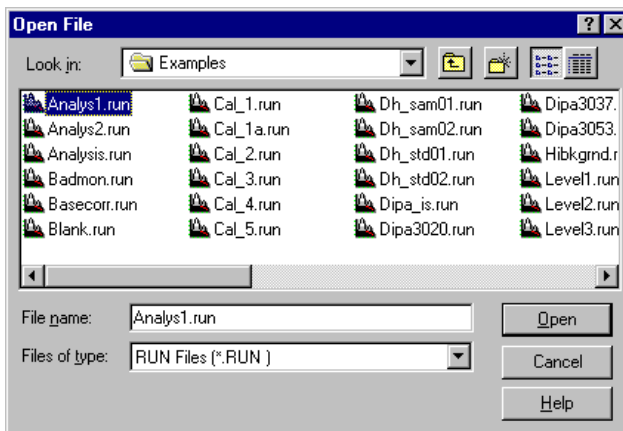 Open File
Look in: Examples
Analys1.run Cal_1.run Dh_sam01.run Dipa3037.
Analys2.run Cal_1a.run Dh_sam02.run Dipa3053.
Analysis.run Cal_2.run Dh_std01.run Hibkgrnd.r
Badmon.run Cal_3.run Dh_std02.run Level1.run
Basecorr.run Cal_4.run Dipa_is.run Level2.run
Blank.run Cal_5.run Dipa3020.run Level3.run
File name: Analys1.run Open
Files of type: RUN Files (*.RUN ) Cancel
Help